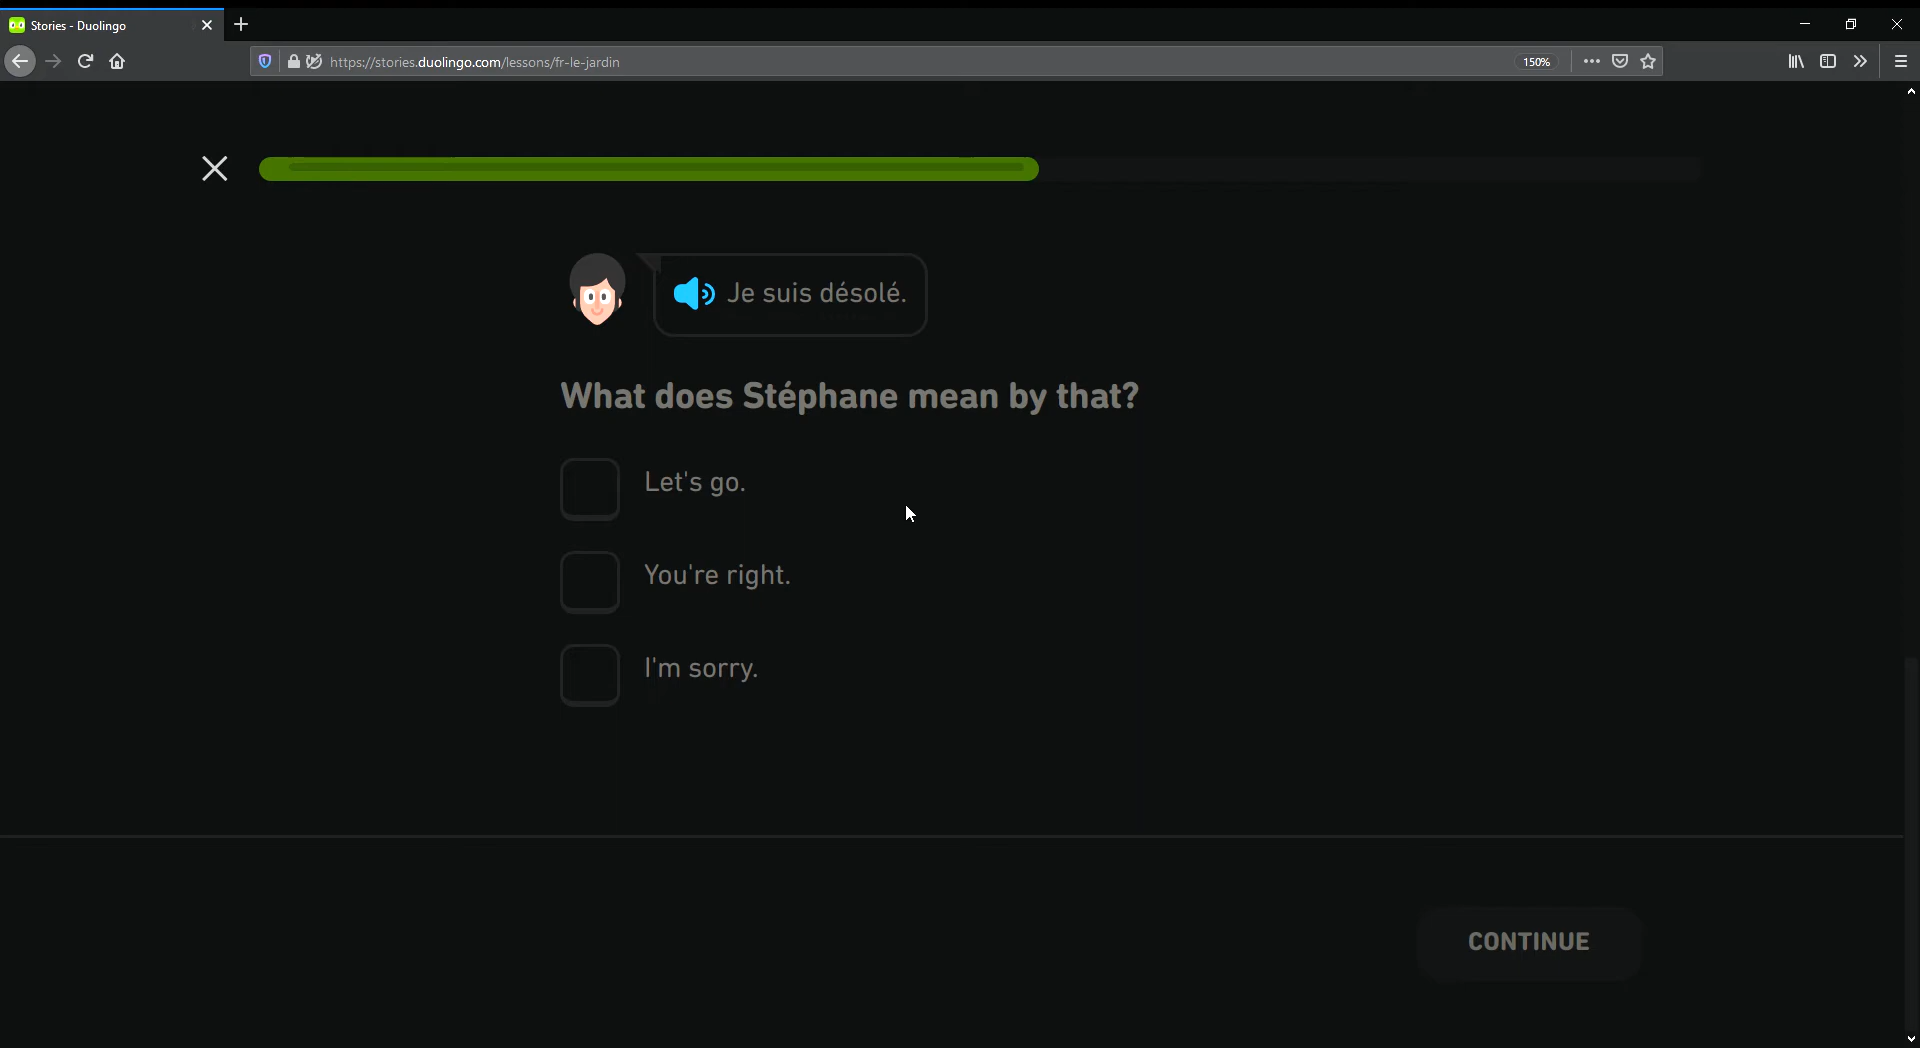 Stories - Duolingo
https://stories.duolingo.com/lessons/fr-le-jardin
150%
Je suis désolé.
What does Stéphane mean by that?
Let's go.
You're right.
I'm sorry.
CONTINUE